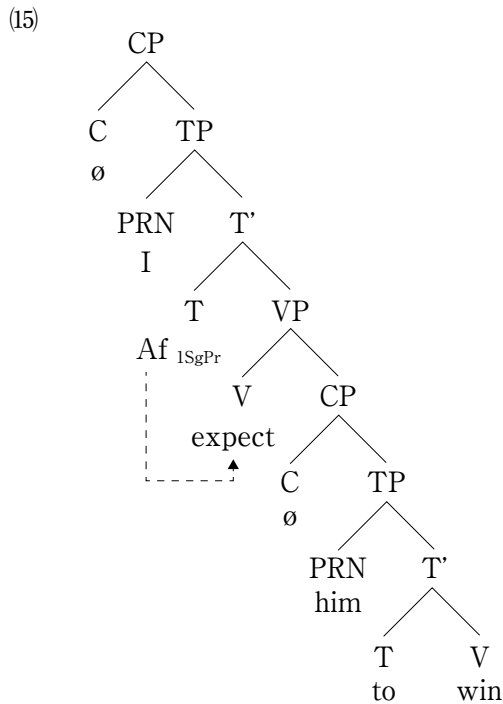 (15)
CP
C TP
ø
PRN T'
I
T VP
Af 1SgPr
V CP
expect
C TP
ø
PRN T'
him
T V
to win